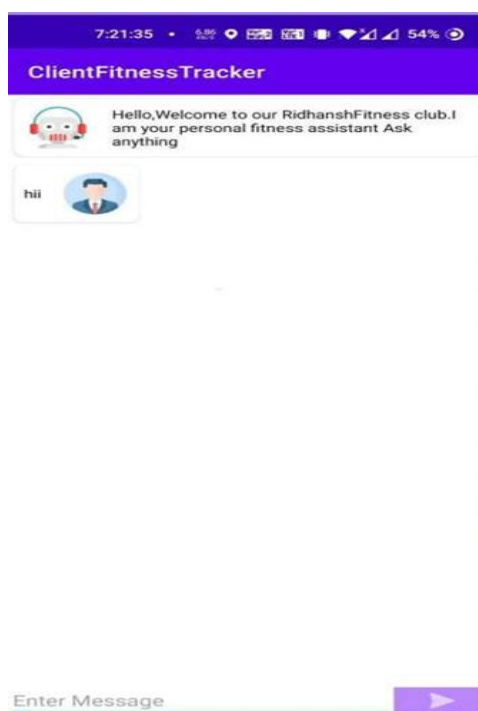 7:21:35 • 54%
ClientFitnessTracker
Hello,Welcome to our RidhanshFitness club.I
am your personal fitness assistant Ask
anything
hii
Enter Message